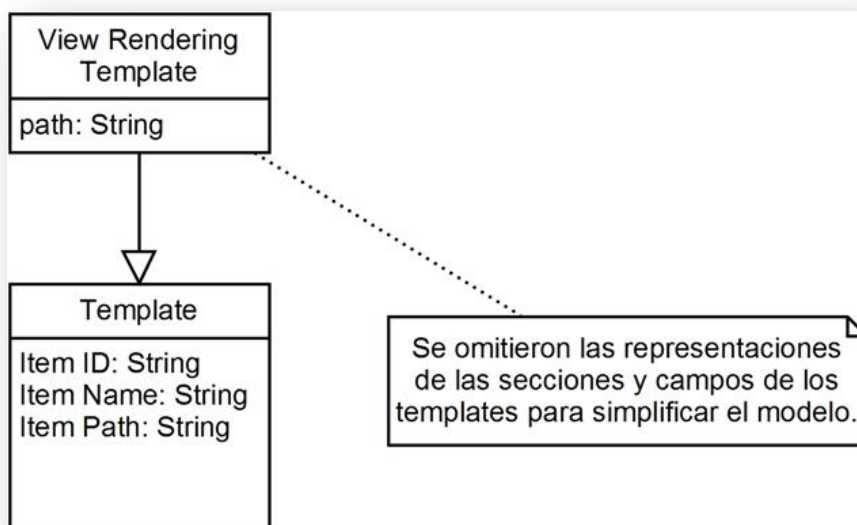 View Rendering
Template
path: String
Template
Item ID: String
Item Name: String
Item Path: String
Se omitieron las representaciones
de las secciones y campos de los
templates para simplificar el modelo.